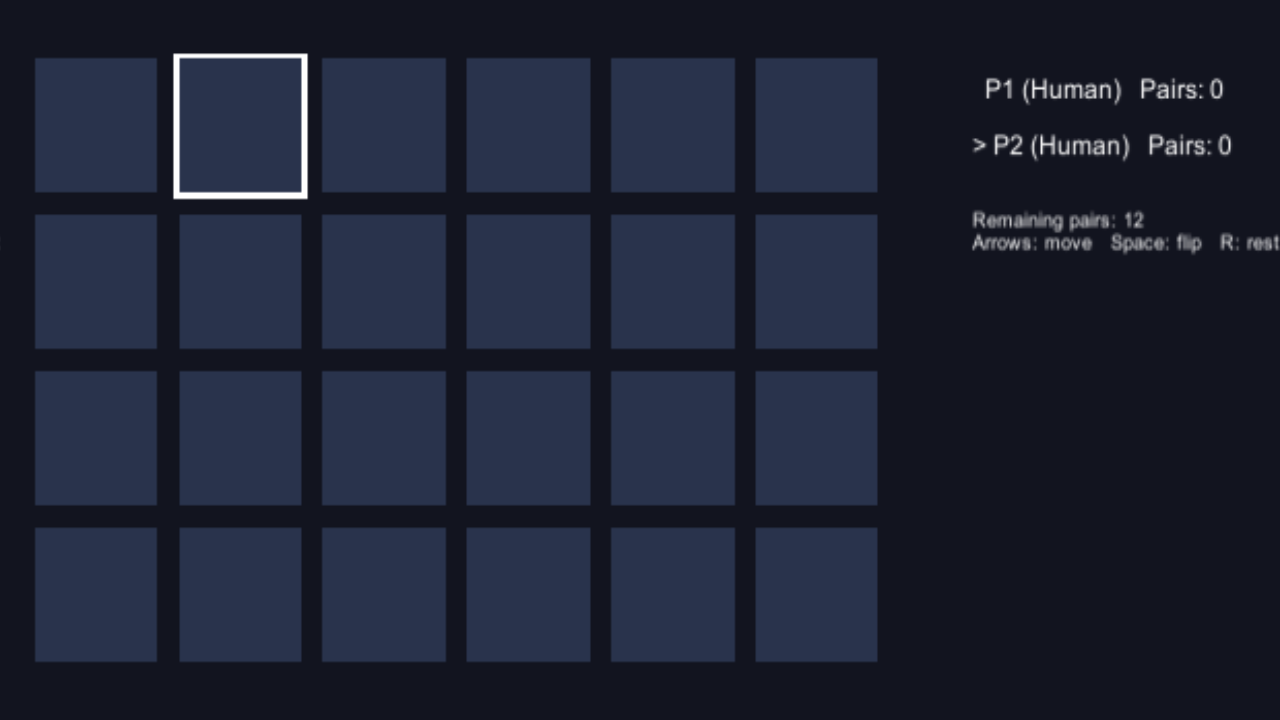 P1 (Human) Pairs: 0
> P2 (Human) Pairs: 0
Remaining pairs: 12
Arrows: move Space: flip R: rest